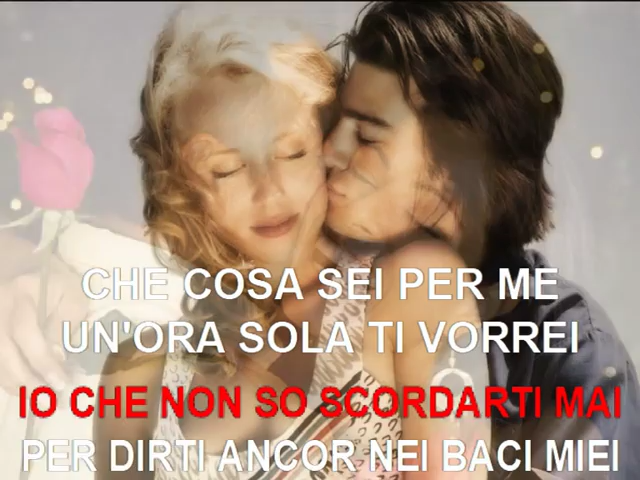 CHE COSA SEI PER ME
UN'ORA SOLA TI VORREI
IO CHE NON SO SCORDARTI MAI
PER DIRTI ANCOR NEI BACI MIEI